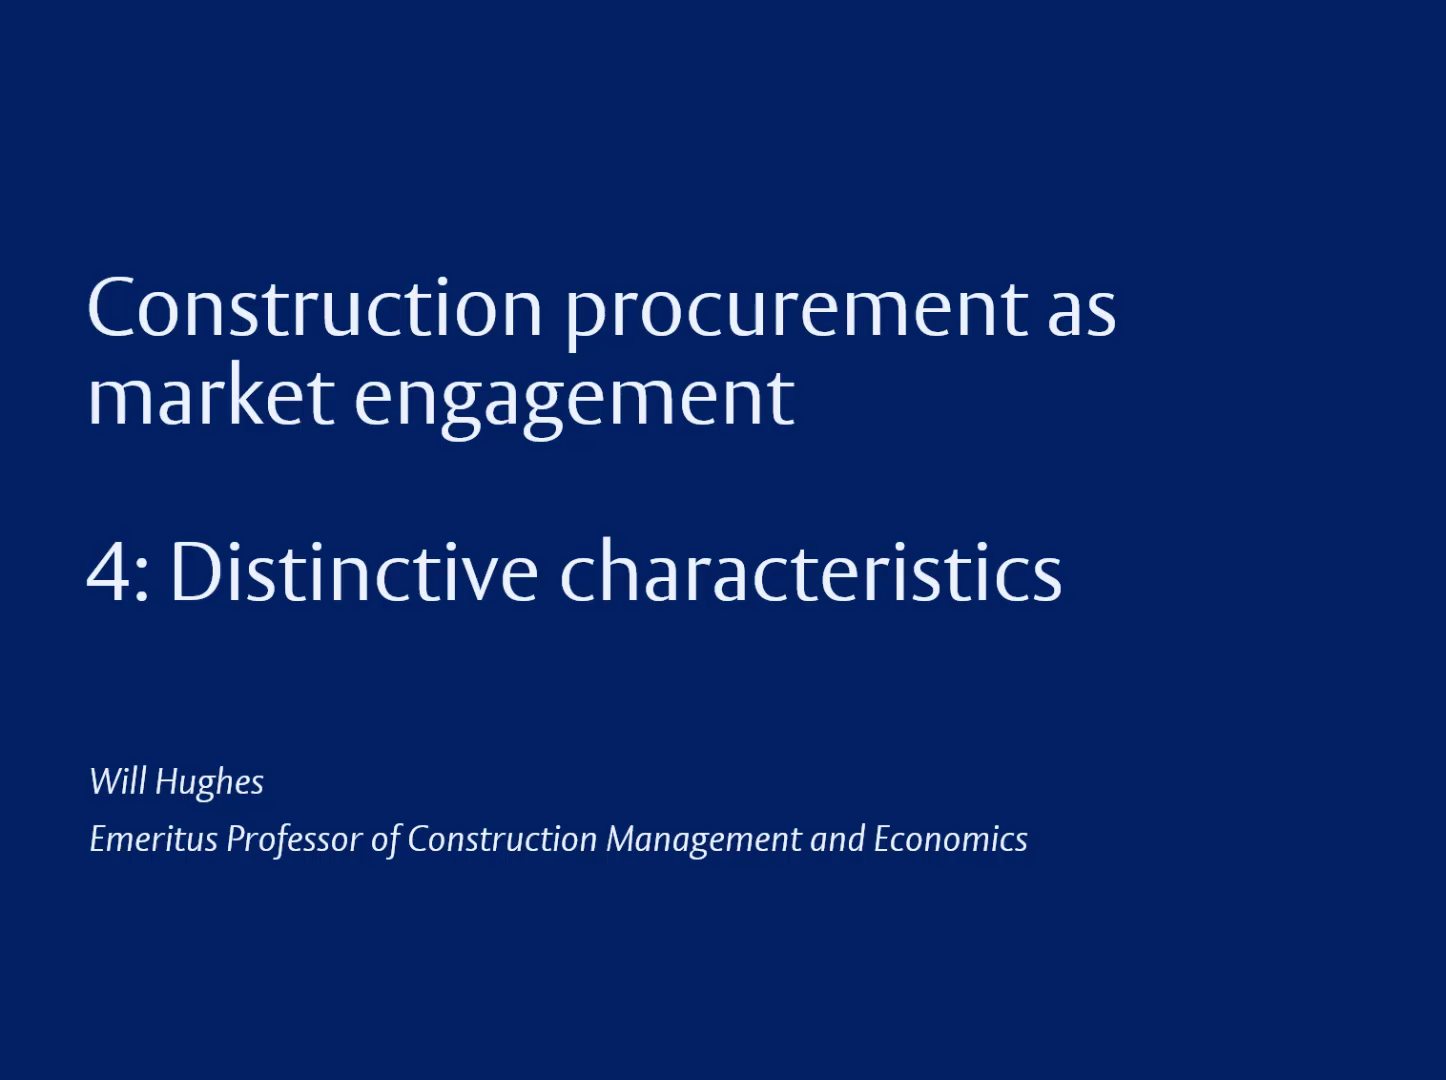 Construction procurement as
market engagement
4: Distinctive characteristics
Will Hughes
Emeritus Professor of Construction Management and Economics